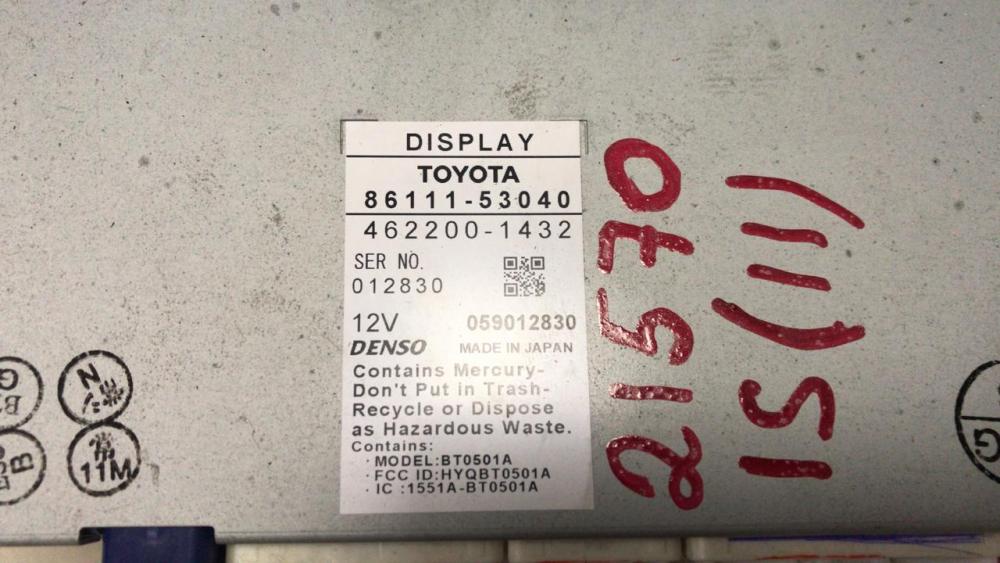 DISPLAY
TOYOTA
86111-53040
462200-1432
SER NO.
012830
12V 059012830
DENSO MADE IN JAPAN
Contains Mercury-
Don't Put in Trash-
Recycle or Dispose
as Hazardous Waste.
Contains:
· MODEL:BT0501A
· FCC ID:HYQBT0501A
· IC :1551A-BT0501A
21570
IS(11)
N
11M
B
G